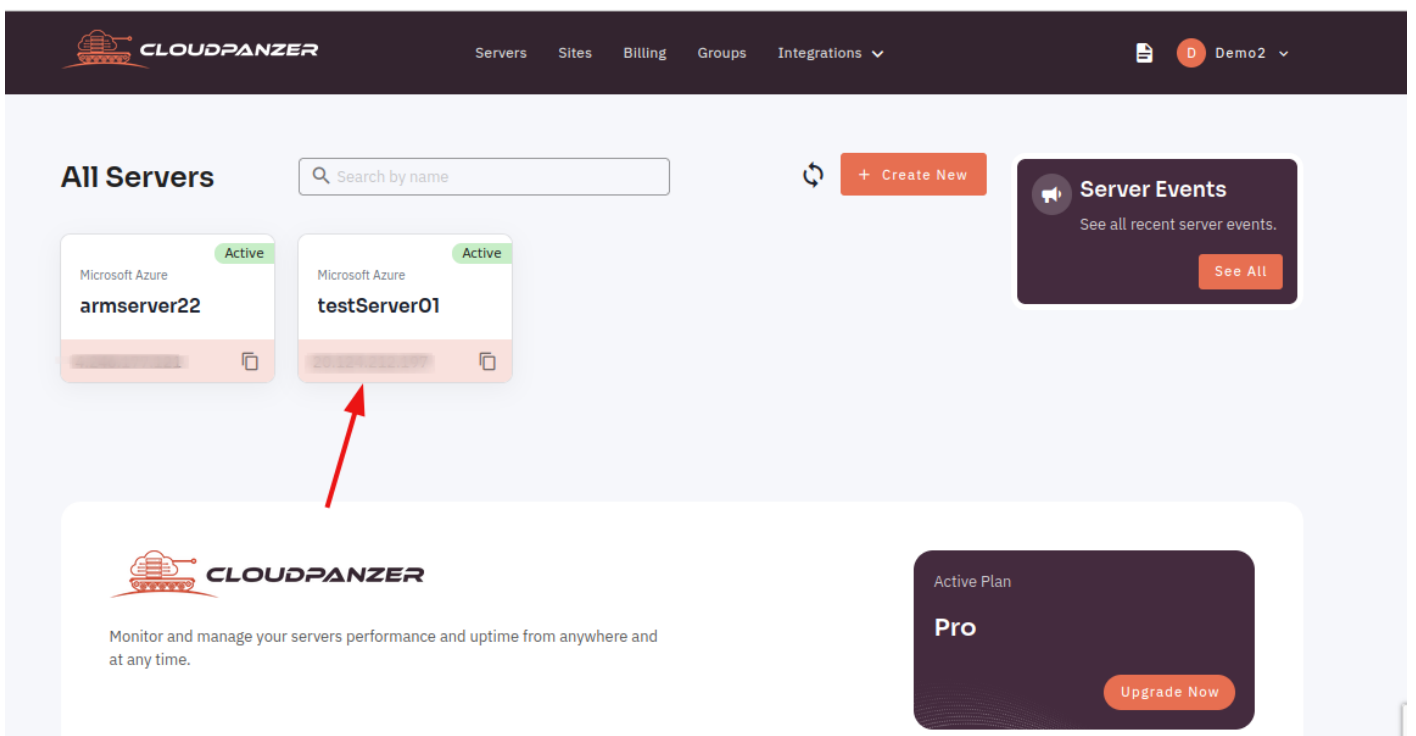 CLOUDPANZER
Servers Sites Billing Groups Integrations
D Demo2
All Servers
Search by name
+ Create New
Server Events
See all recent server events.
See All
Active
Microsoft Azure
armserver22
Active
Microsoft Azure
testServer01
CLOUDPANZER
Monitor and manage your servers performance and uptime from anywhere and
at any time.
Active Plan
Pro
Upgrade Now